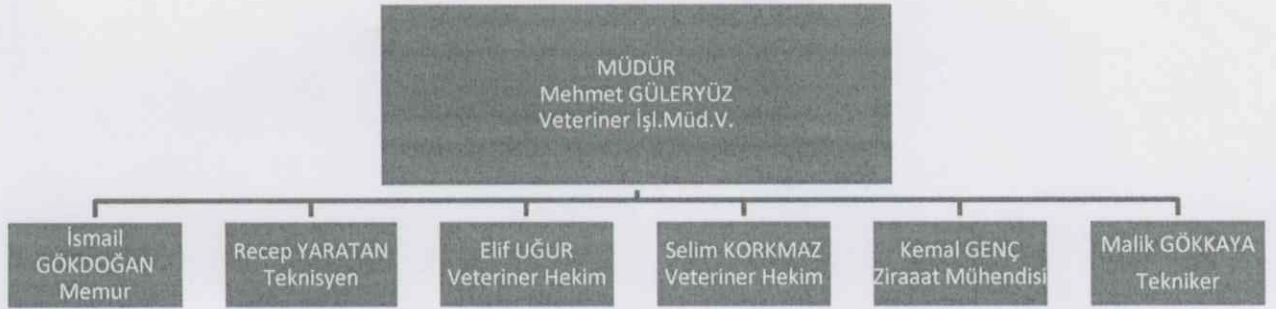 MÜDÜR
Mehmet GÜLERYÜZ
Veteriner İşl.Müd.V.
İsmail
GÖKDOĞAN
Memur
Recep YARATAN
Teknisyen
Elif UĞUR
Veteriner Hekim
Selim KORKMAZ
Veteriner Hekim
Kemal GENÇ
Ziraaat Mühendisi
Malik GÖKKAYA
Tekniker